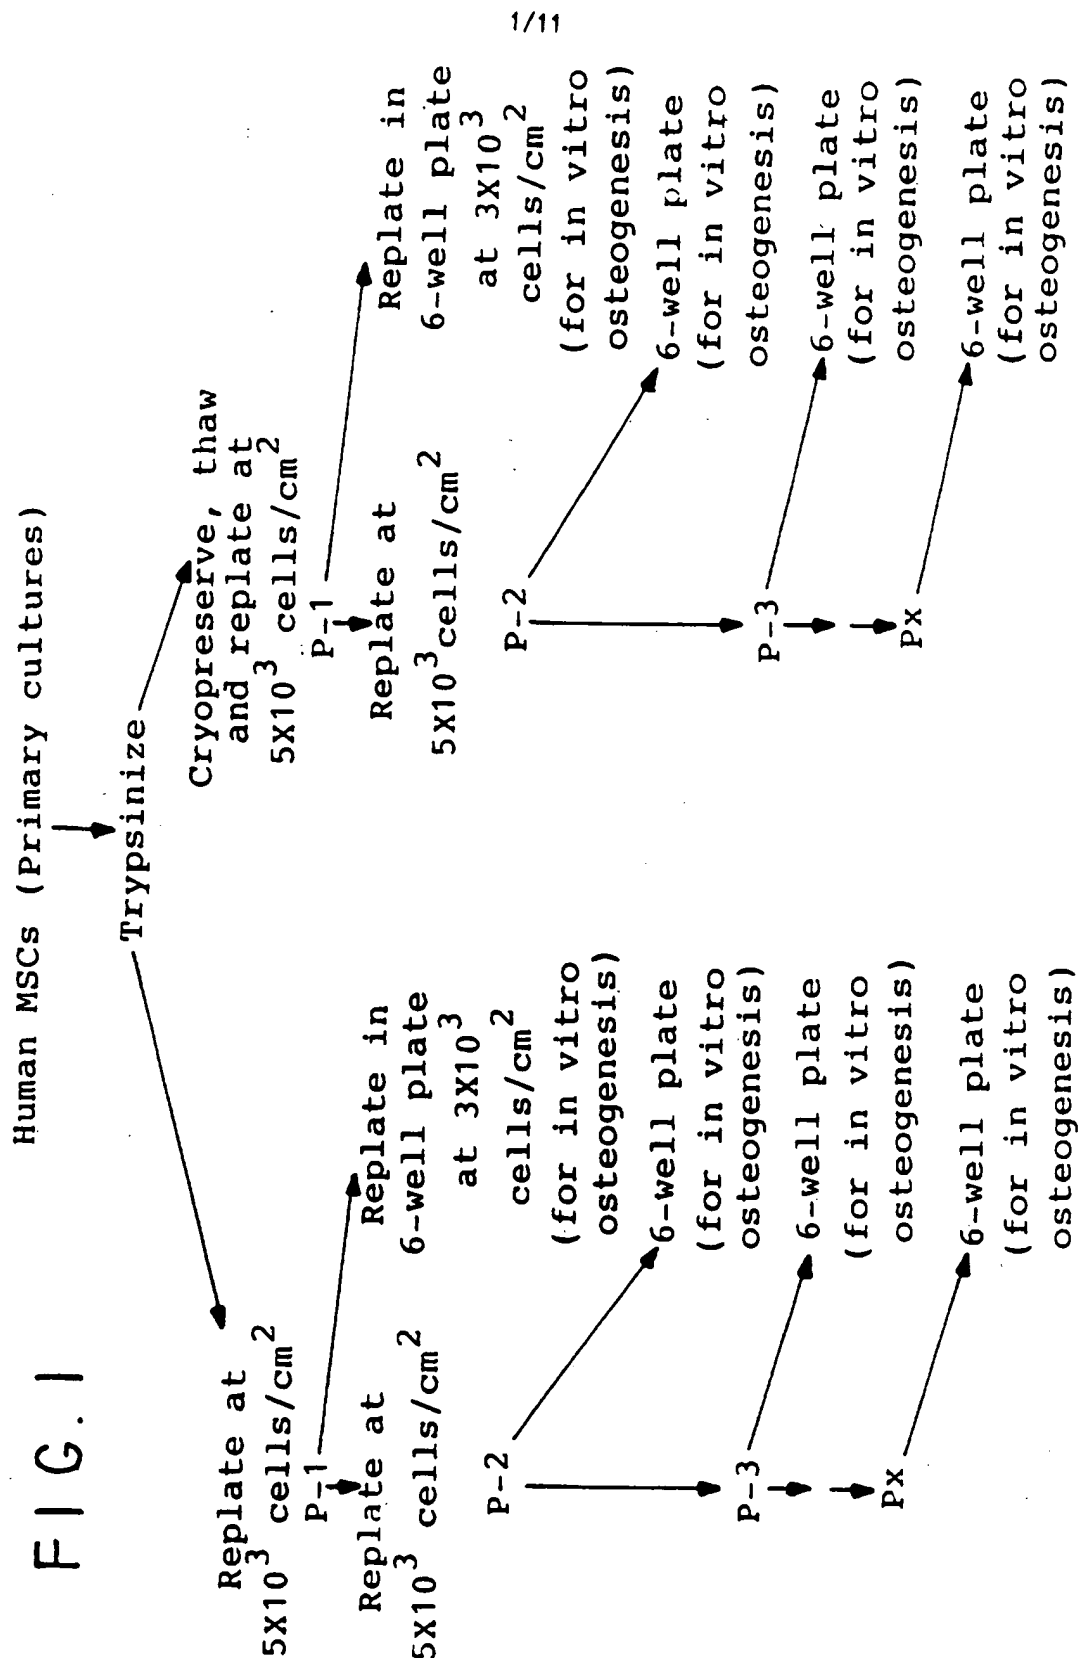 1/11
FIG.1
Human MSCs (Primary cultures)
Trypsinize
Replate at
5X10³ cells/cm²
P-1
Replate at
5X10³ cells/cm²
Replate in
6-well plate
at 3X10³
cells/cm²
(for in vitro
osteogenesis)
P-2
6-well plate
(for in vitro
osteogenesis)
P-3
6-well plate
(for in vitro
osteogenesis)
Px
6-well plate
(for in vitro
osteogenesis)
Cryopreserve, thaw
and replate at
5X10³ cells/cm²
P-1
Replate at
5X10³ cells/cm²
Replate in
6-well plate
at 3X10³
cells/cm²
(for in vitro
osteogenesis)
P-2
6-well plate
(for in vitro
osteogenesis)
P-3
6-well plate
(for in vitro
osteogenesis)
Px
6-well plate
(for in vitro
osteogenesis)